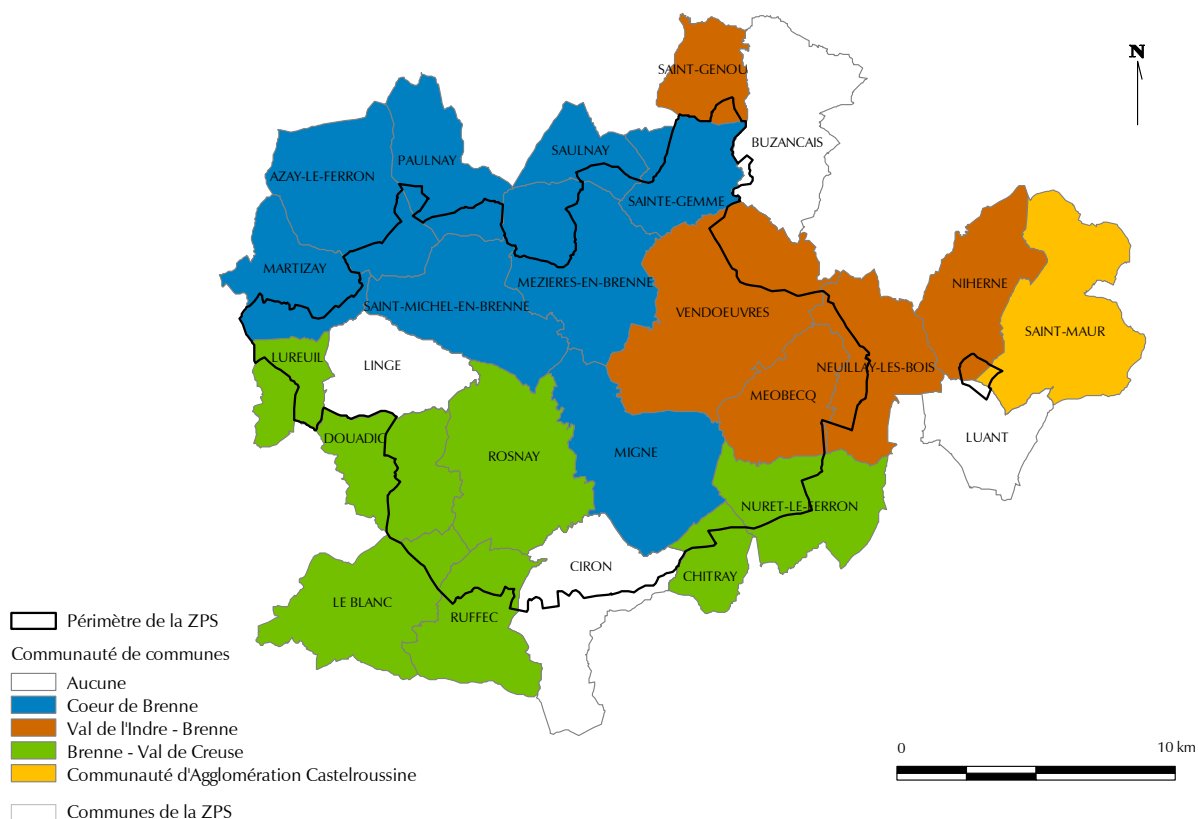 SAINT-GENOU
N
BUZANCAIS
SAULNAY
PAULNAY
AZAY-LE-FERRON
SAINTE-GEMME
MARTIZAY
MEZIERES-EN-BRENNE
NIHERNE
SAINT-MICHEL-EN-BRENNE
VENDOEUVRES
SAINT-MAUR
LUREUIL
LINGE
NEUILLAY-LES-BOIS
MEOBECQ
DOUADIC
LUANT
ROSNAY
MIGNE
NURET-LE-FERRON
CIRON
CHITRAY
LE BLANC
RUFFEC
Périmètre de la ZPS
Communauté de communes
Aucune
Coeur de Brenne
Val de l'Indre - Brenne
Brenne - Val de Creuse
Communauté d'Agglomération Castelroussine
Communes de la ZPS
0 10 km